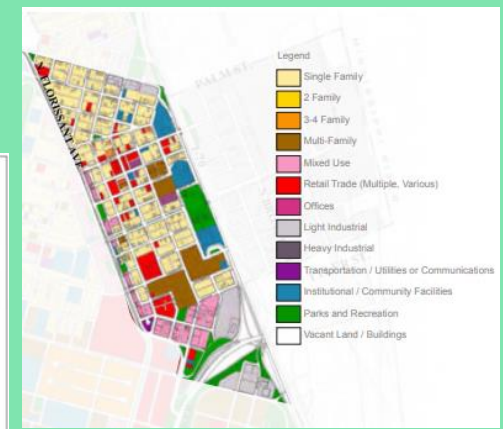 Legend
Single Family
2 Family
3-4 Family
Multi-Family
Mixed Use
Retail Trade (Multiple, Various)
Offices
Light Industrial
Heavy Industrial
Transportation / Utilities or Communications
Institutional / Community Facilities
Parks and Recreation
Vacant Land / Buildings
FLORISSANT AVE
PALM ST